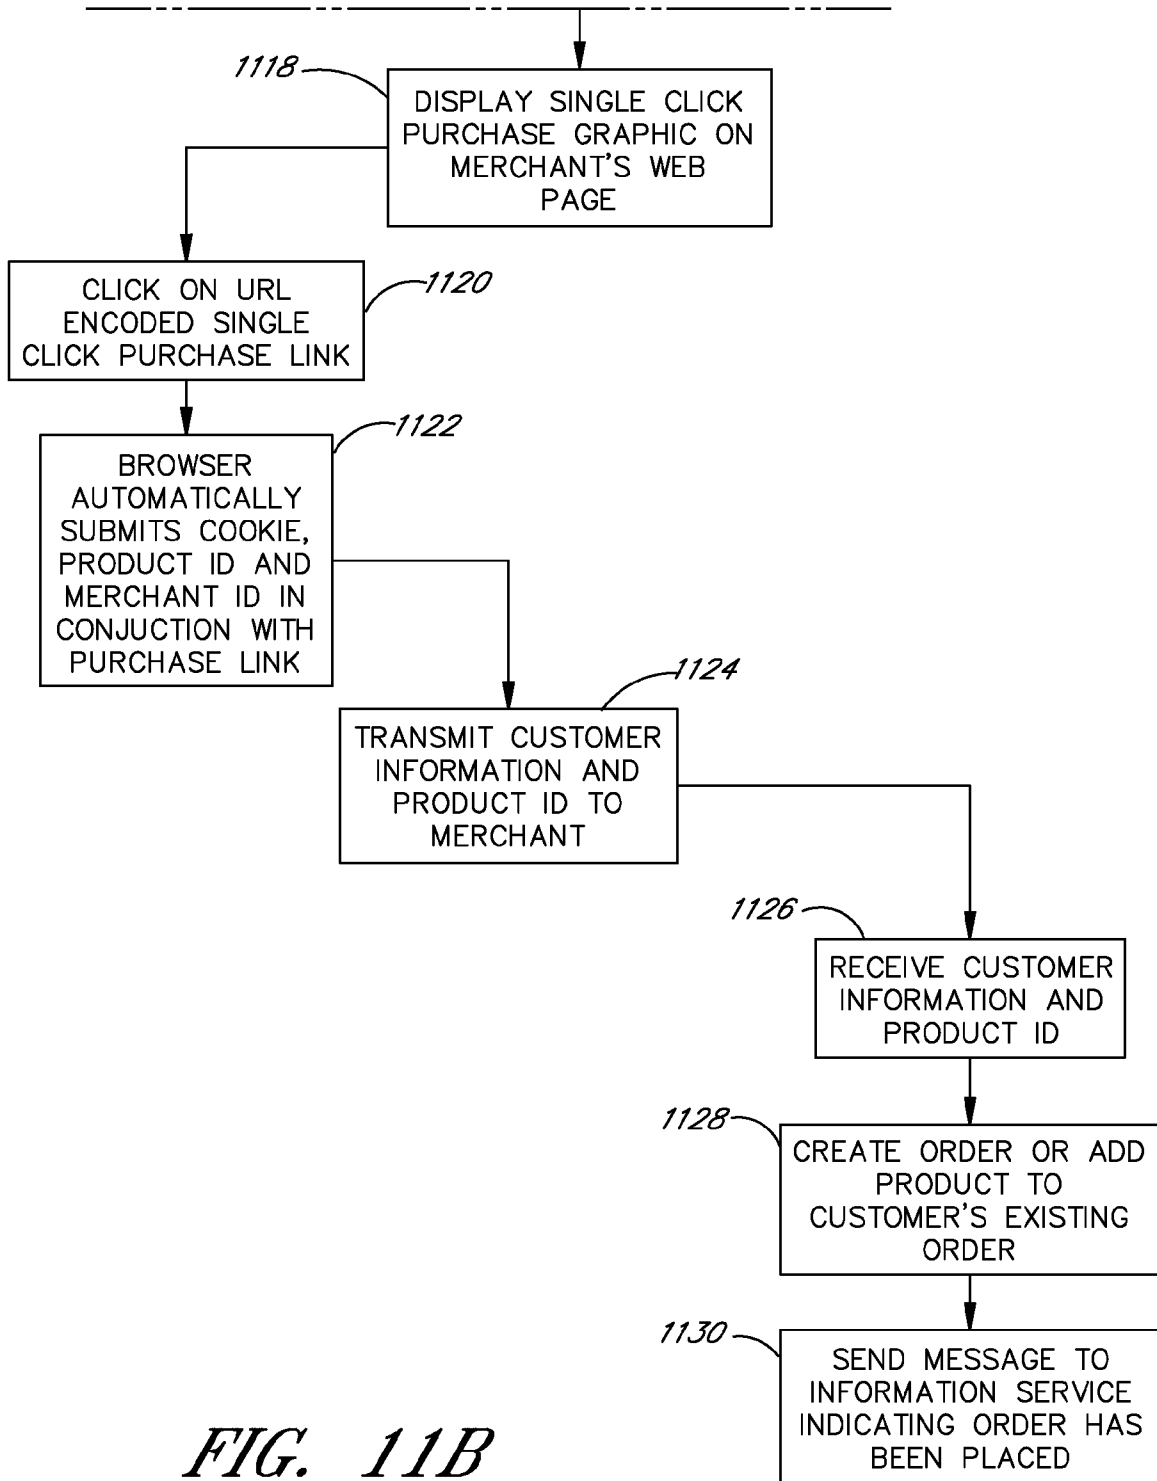 1118
DISPLAY SINGLE CLICK
PURCHASE GRAPHIC ON
MERCHANT'S WEB
PAGE
1120
CLICK ON URL
ENCODED SINGLE
CLICK PURCHASE LINK
1122
BROWSER
AUTOMATICALLY
SUBMITS COOKIE,
PRODUCT ID AND
MERCHANT ID IN
CONJUCTION WITH
PURCHASE LINK
1124
TRANSMIT CUSTOMER
INFORMATION AND
PRODUCT ID TO
MERCHANT
1126
RECEIVE CUSTOMER
INFORMATION AND
PRODUCT ID
1128
CREATE ORDER OR ADD
PRODUCT TO
CUSTOMER'S EXISTING
ORDER
1130
SEND MESSAGE TO
INFORMATION SERVICE
INDICATING ORDER HAS
BEEN PLACED
FIG. 11B